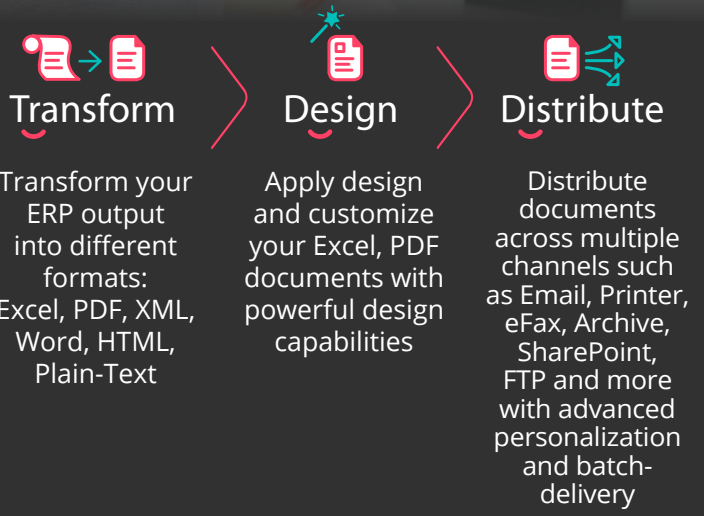 Transform
Transform your
ERP output
into different
formats:
Excel, PDF, XML,
Word, HTML,
Plain-Text
Design
Apply design
and customize
your Excel, PDF
documents with
powerful design
capabilities
Distribute
Distribute
documents
across multiple
channels such
as Email, Printer,
eFax, Archive,
SharePoint,
FTP and more
with advanced
personalization
and batch-
delivery